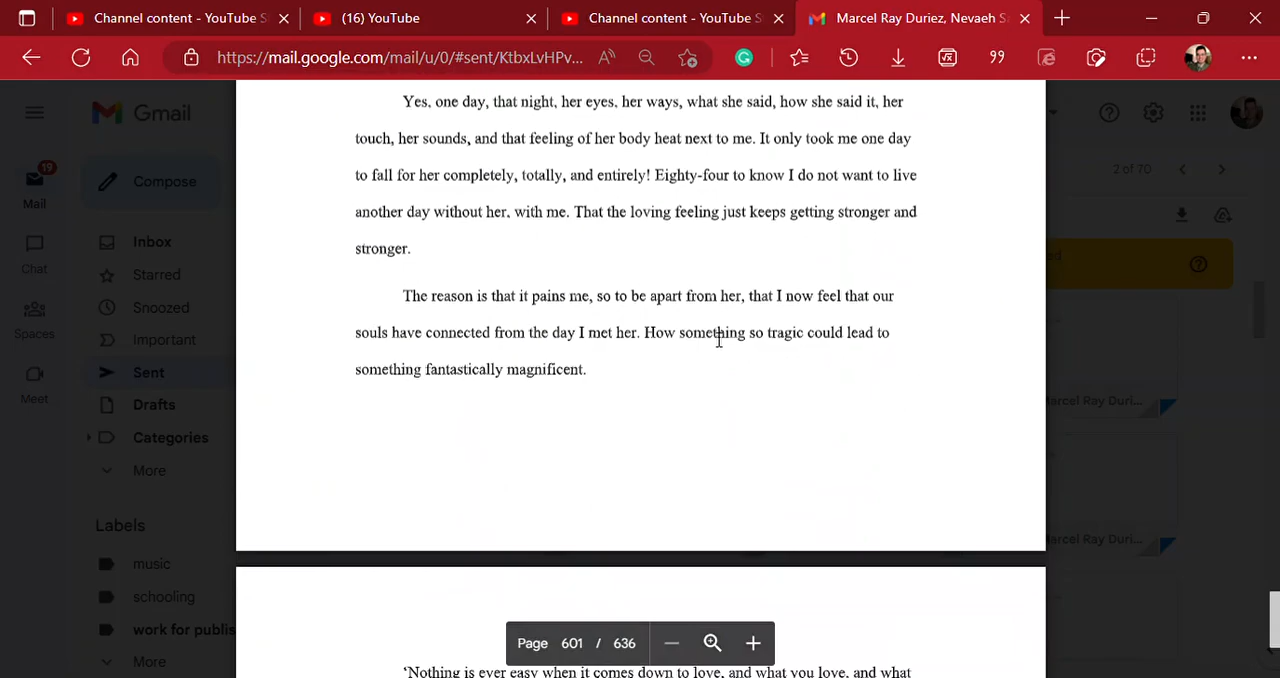 Channel content - YouTube S
(16) YouTube
Channel content - YouTube S
Marcel Ray Duriez, Nevaeh S
https://mail.google.com/mail/u/0/#sent/KtbxLvHPv...
Gmail
Compose
19
Mail
Chat
Spaces
Meet
Inbox
Starred
Snoozed
Important
Sent
Drafts
Categories
More
Labels
music
schooling
work for publis
More
2 of 70
Yes, one day, that night, her eyes, her ways, what she said, how she said it, her
touch, her sounds, and that feeling of her body heat next to me. It only took me one day
to fall for her completely, totally, and entirely! Eighty-four to know I do not want to live
another day without her, with me. That the loving feeling just keeps getting stronger and
stronger.
The reason is that it pains me, so to be apart from her, that I now feel that our
souls have connected from the day I met her. How something so tragic could lead to
something fantastically magnificent.
Page 601 / 636
'Nothing is ever easy when it comes down to love, and what you love, and what
arcel Ray Duri...
arcel Ray Duri...